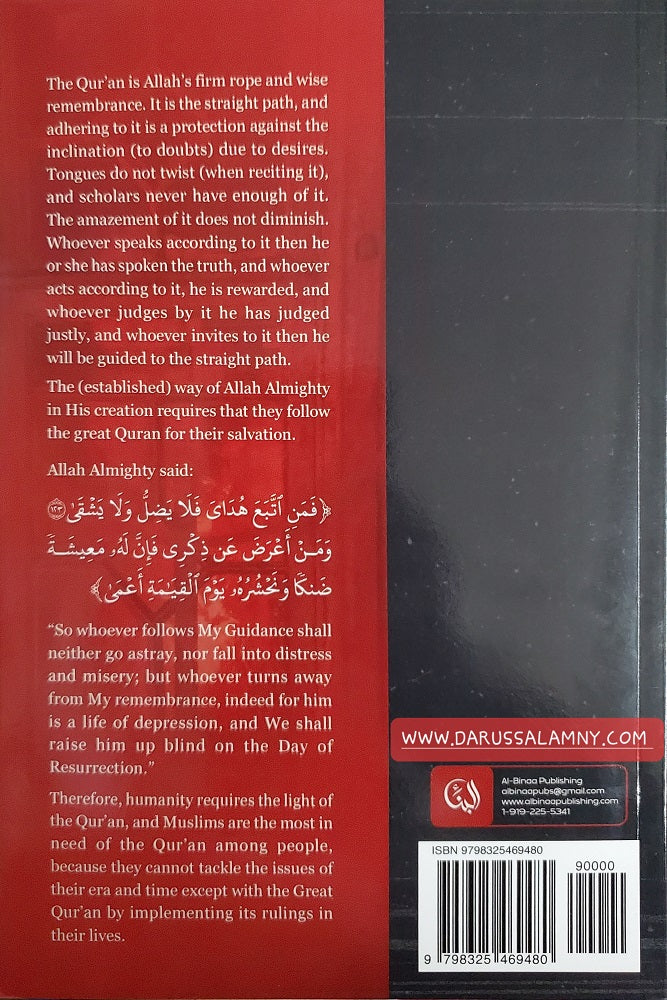 The Qur'an is Allah's firm rope and wise
remembrance. It is the straight path, and
adhering to it is a protection against the
inclination (to doubts) due to desires.
Tongues do not twist (when reciting it),
and scholars never have enough of it.
The amazement of it does not diminish.
Whoever speaks according to it then he
or she has spoken the truth, and whoever
acts according to it, he is rewarded, and
whoever judges by it he has judged
justly, and whoever invites to it then he
will be guided to the straight path.
The (established) way of Allah Almighty
in His creation requires that they follow
the great Quran for their salvation.
Allah Almighty said:
﴿فَمَنِ ٱتَّبَعَ هُدَاىَ فَلَا يَضِلُّ وَلَا يَشْقَىٰ ١٢٣
وَمَنْ أَعْرَضَ عَن ذِكْرِى فَإِنَّ لَهُۥ مَعِيشَةً
ضَنكًا وَنَحْشُرُهُۥ يَوْمَ ٱلْقِيَٰمَةِ أَعْمَىٰ﴾
"So whoever follows My Guidance shall
neither go astray, nor fall into distress
and misery; but whoever turns away
from My remembrance, indeed for him
is a life of depression, and We shall
raise him up blind on the Day of
Resurrection."
Therefore, humanity requires the light of
the Qur'an, and Muslims are the most in
need of the Qur'an among people,
because they cannot tackle the issues of
their era and time except with the Great
Qur'an by implementing its rulings in
their lives.
WWW.DARUSSALAMNY.COM
البناء
Al-Binaa Publishing
albinaapubs@gmail.com
www.albinaapublishing.com
1-919-225-5341
ISBN 9798325469480
90000
9 798325 469480